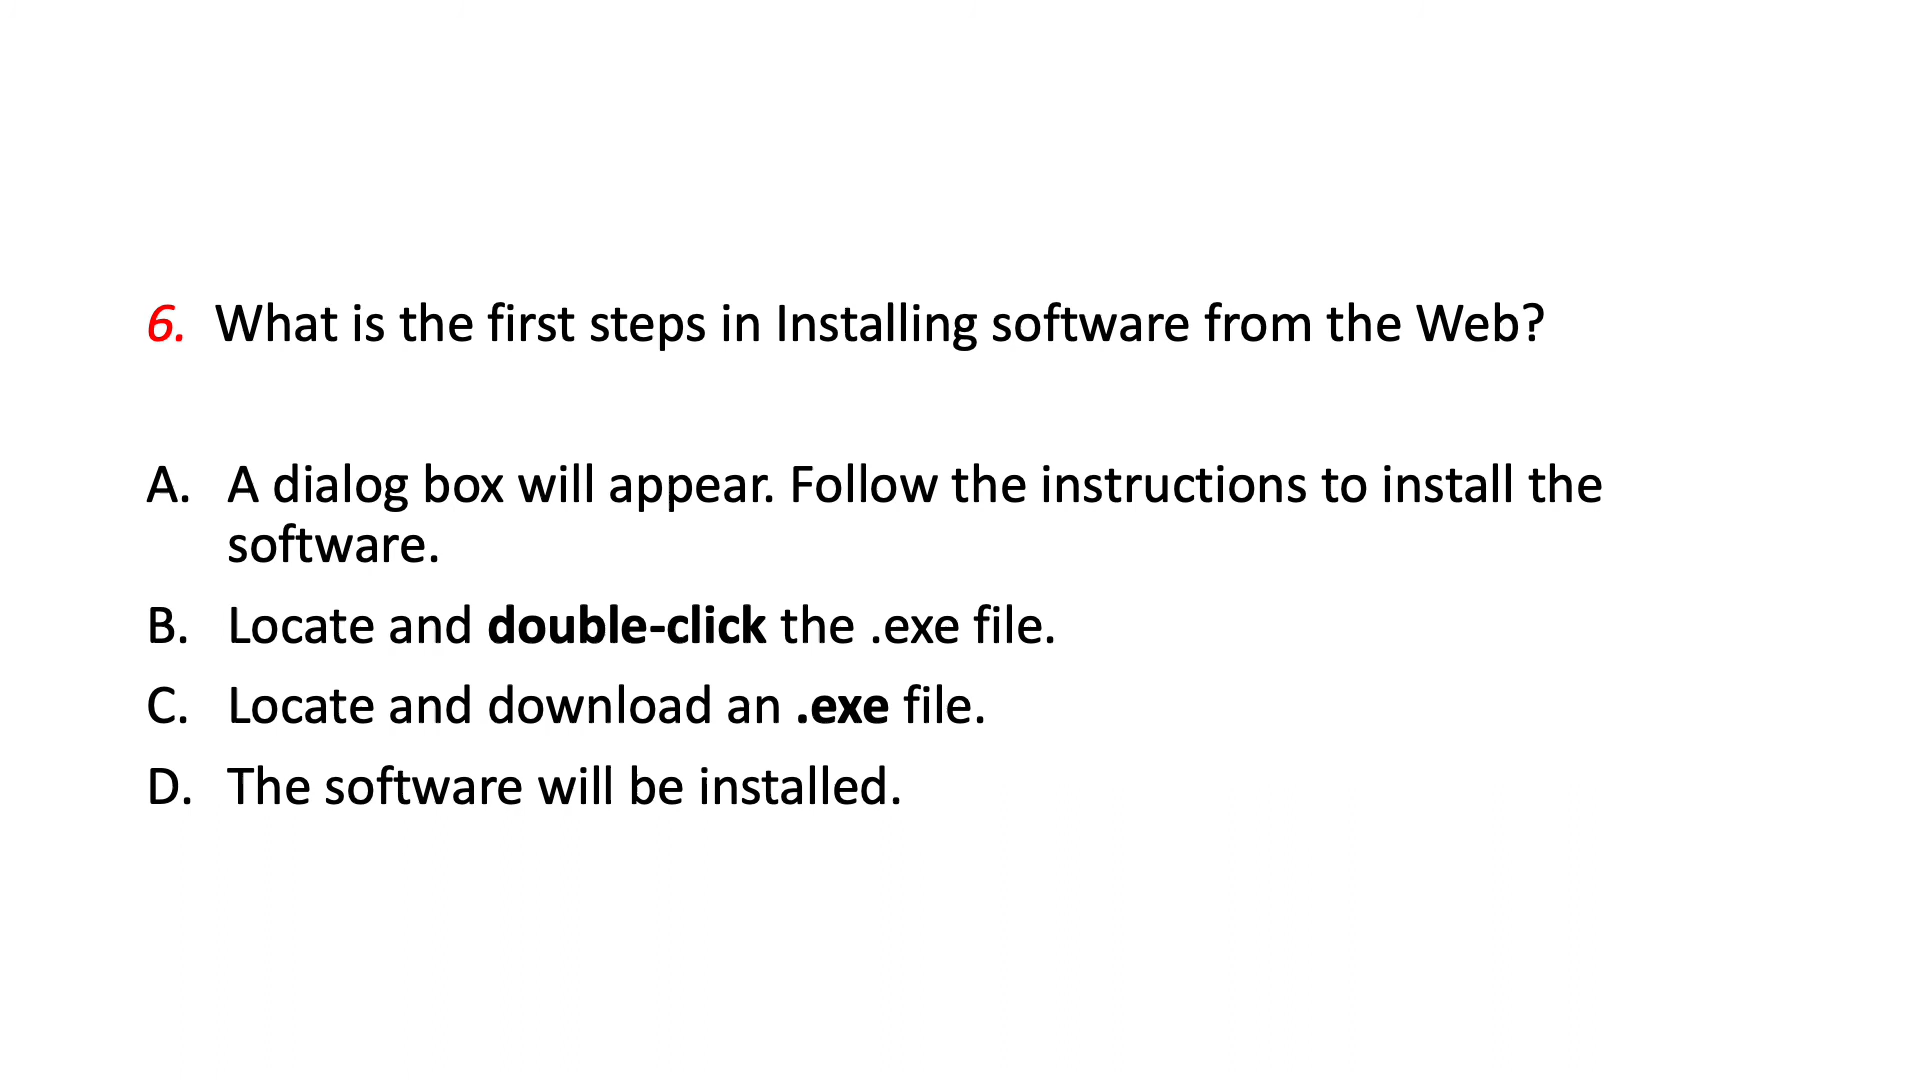 6. What is the first steps in Installing software from the Web?
A. A dialog box will appear. Follow the instructions to install the
software.
B. Locate and double-click the .exe file.
C. Locate and download an .exe file.
D. The software will be installed.